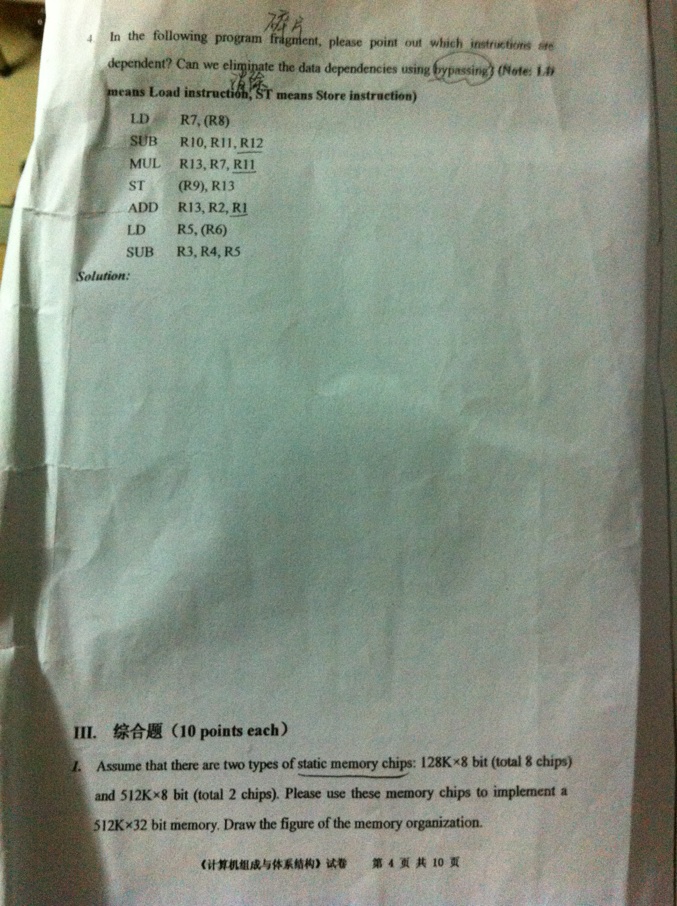 碎片
4. In the following program fragment, please point out which instructions are
dependent? Can we eliminate the data dependencies using bypassing? (Note: LD
消除
means Load instruction, ST means Store instruction)
LD R7, (R8)
SUB R10, R11, R12
MUL R13, R7, R11
ST (R9), R13
ADD R13, R2, R1
LD R5, (R6)
SUB R3, R4, R5
Solution:
III. 综合题（10 points each）
1. Assume that there are two types of static memory chips: 128K×8 bit (total 8 chips)
and 512K×8 bit (total 2 chips). Please use these memory chips to implement a
512K×32 bit memory. Draw the figure of the memory organization.
《计算机组成与体系结构》试卷 第 4 页 共 10 页